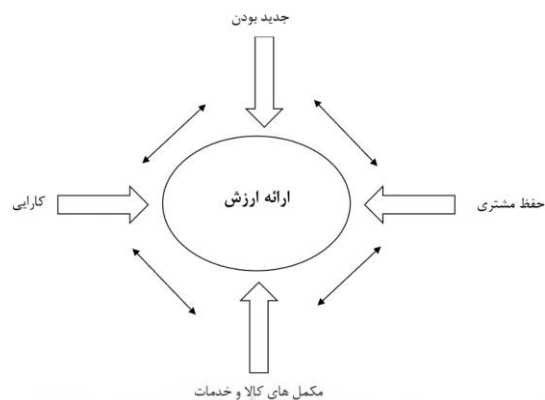 جدید بودن
ارائه ارزش
حفظ مشتری
کارایی
مکمل های کالا و خدمات